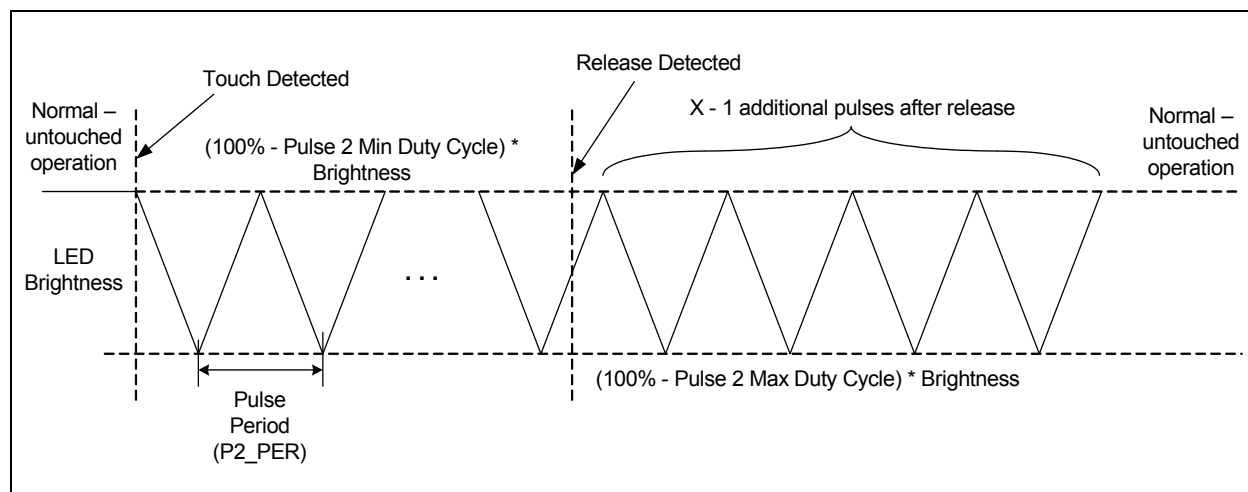 Touch Detected
Release Detected
Normal –
untouched
operation
(100% - Pulse 2 Min Duty Cycle) *
Brightness
X - 1 additional pulses after release
Normal –
untouched
operation
LED
Brightness
. . .
(100% - Pulse 2 Max Duty Cycle) * Brightness
Pulse
Period
(P2_PER)